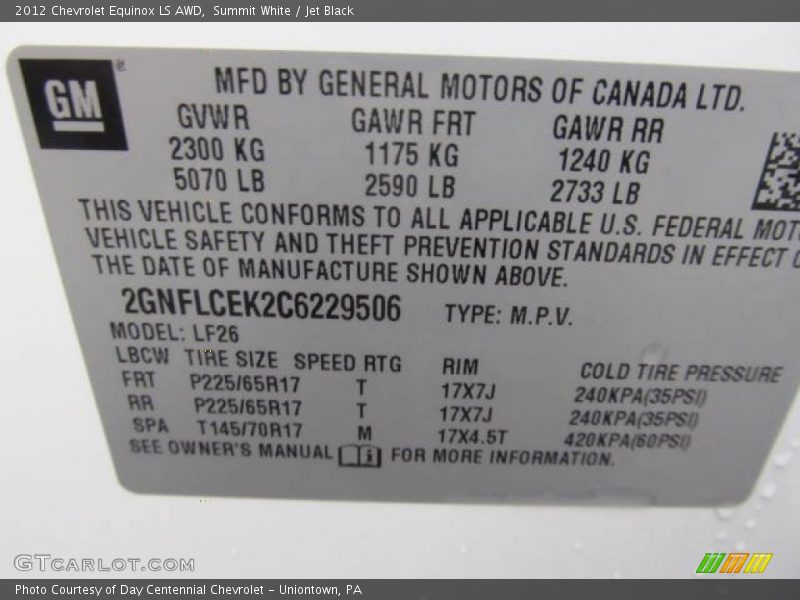 2012 Chevrolet Equinox LS AWD, Summit White / Jet Black
GM ®
MFD BY GENERAL MOTORS OF CANADA LTD.
GVWR GAWR FRT GAWR RR
2300 KG 1175 KG 1240 KG
5070 LB 2590 LB 2733 LB
THIS VEHICLE CONFORMS TO ALL APPLICABLE U.S. FEDERAL MOT
VEHICLE SAFETY AND THEFT PREVENTION STANDARDS IN EFFECT O
THE DATE OF MANUFACTURE SHOWN ABOVE.
2GNFLCEK2C6229506 TYPE: M.P.V.
MODEL: LF26
LBCW TIRE SIZE SPEED RTG RIM COLD TIRE PRESSURE
FRT P225/65R17 T 17X7J 240KPA(35PSI)
RR P225/65R17 T 17X7J 240KPA(35PSI)
SPA T145/70R17 M 17X4.5T 420KPA(60PSI)
SEE OWNER'S MANUAL i FOR MORE INFORMATION.
GTCARLOT.COM
Photo Courtesy of Day Centennial Chevrolet - Uniontown, PA